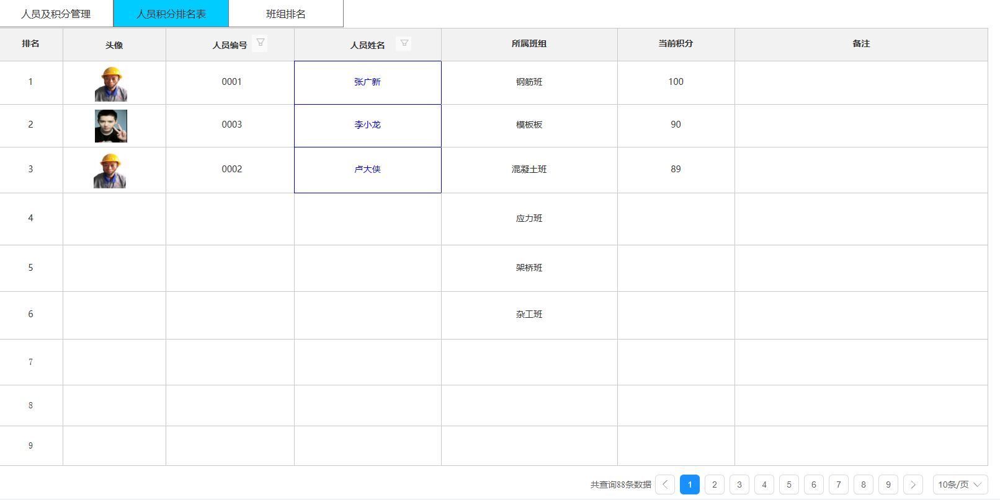 人员及积分管理 人员积分排名表 班组排名
排名 头像 人员编号 人员姓名 所属班组 当前积分 备注
1 0001 张广新 钢筋班 100
2 0003 李小龙 模板板 90
3 0002 卢大侠 混凝土班 89
4 应力班
5 架桥班
6 杂工班
7
8
9
共查询88条数据 1 2 3 4 5 6 7 8 9 10条/页